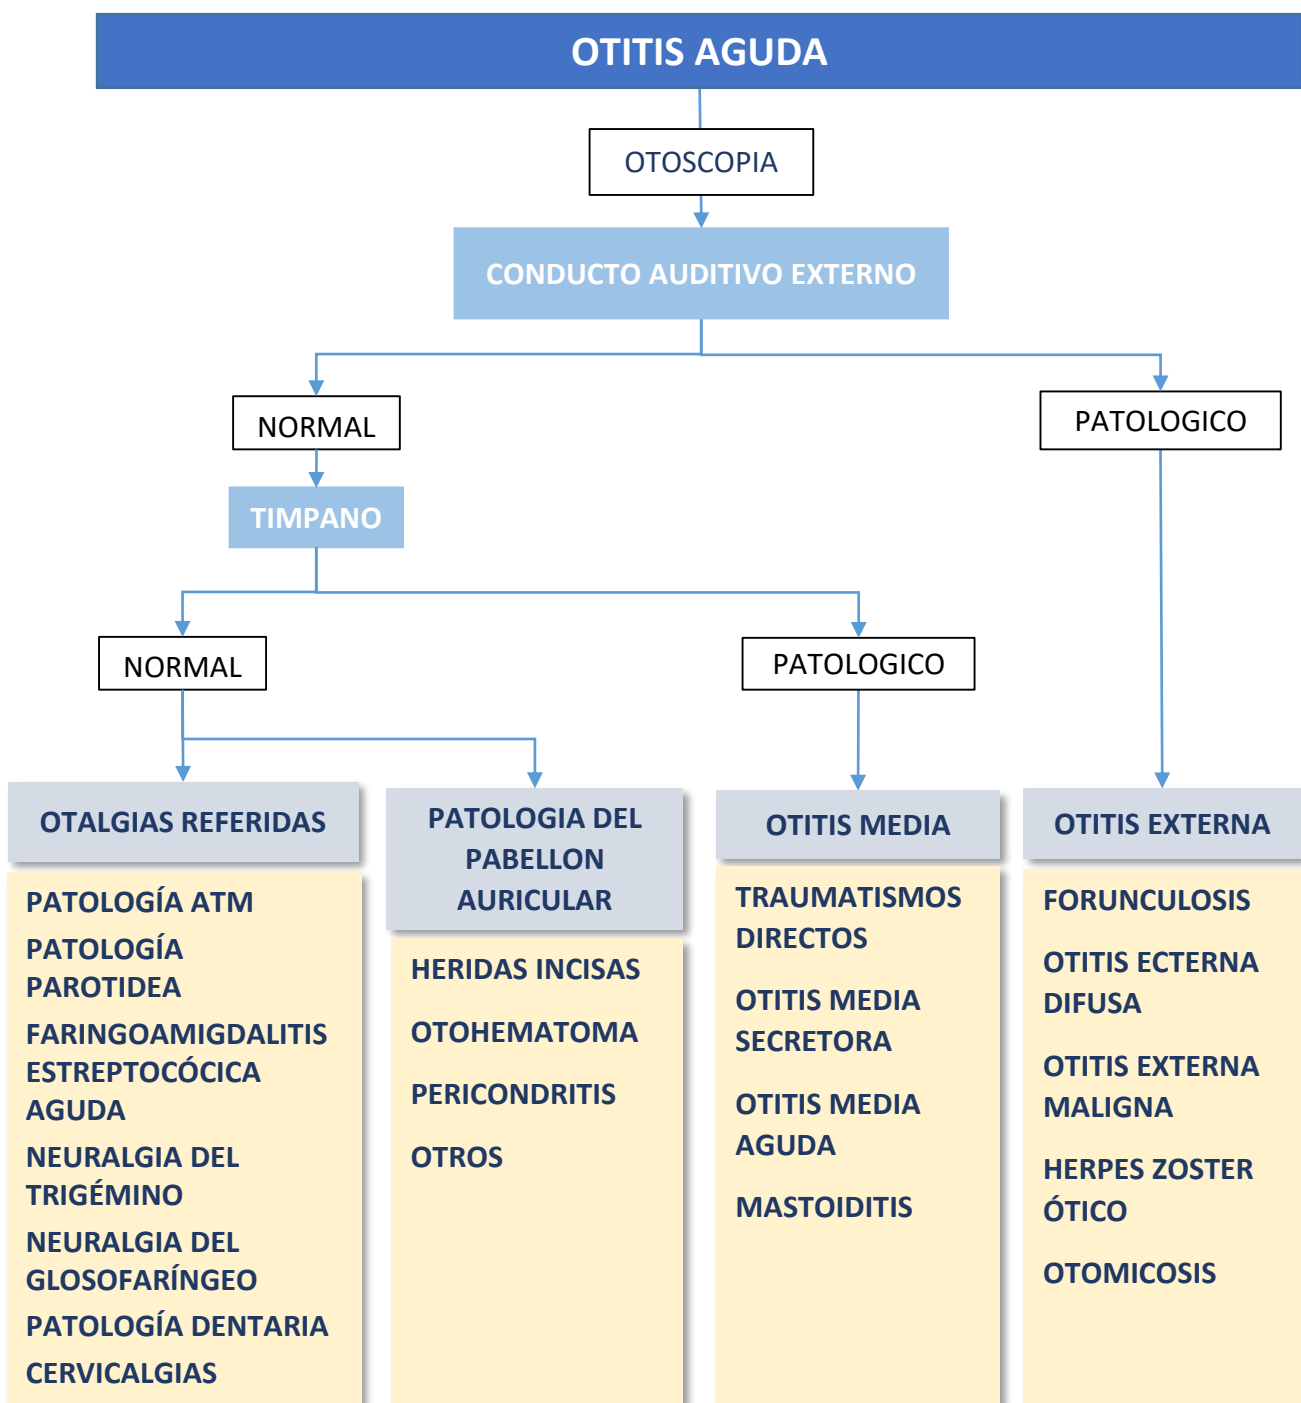 OTITIS AGUDA
OTOSCOPIA
CONDUCTO AUDITIVO EXTERNO
NORMAL
PATOLOGICO
TIMPANO
NORMAL
PATOLOGICO
OTALGIAS REFERIDAS
PATOLOGÍA ATM
PATOLOGÍA
PAROTIDEA
FARINGOAMIGDALITIS
ESTREPTOCÓCICA
AGUDA
NEURALGIA DEL
TRIGÉMINO
NEURALGIA DEL
GLOSOFARÍNGEO
PATOLOGÍA DENTARIA
CERVICALGIAS
PATOLOGIA DEL
PABELLON
AURICULAR
HERIDAS INCISAS
OTOHEMATOMA
PERICONDRITIS
OTROS
OTITIS MEDIA
TRAUMATISMOS
DIRECTOS
OTITIS MEDIA
SECRETORA
OTITIS MEDIA
AGUDA
MASTOIDITIS
OTITIS EXTERNA
FORUNCULOSIS
OTITIS ECTERNA
DIFUSA
OTITIS EXTERNA
MALIGNA
HERPES ZOSTER
ÓTICO
OTOMICOSIS